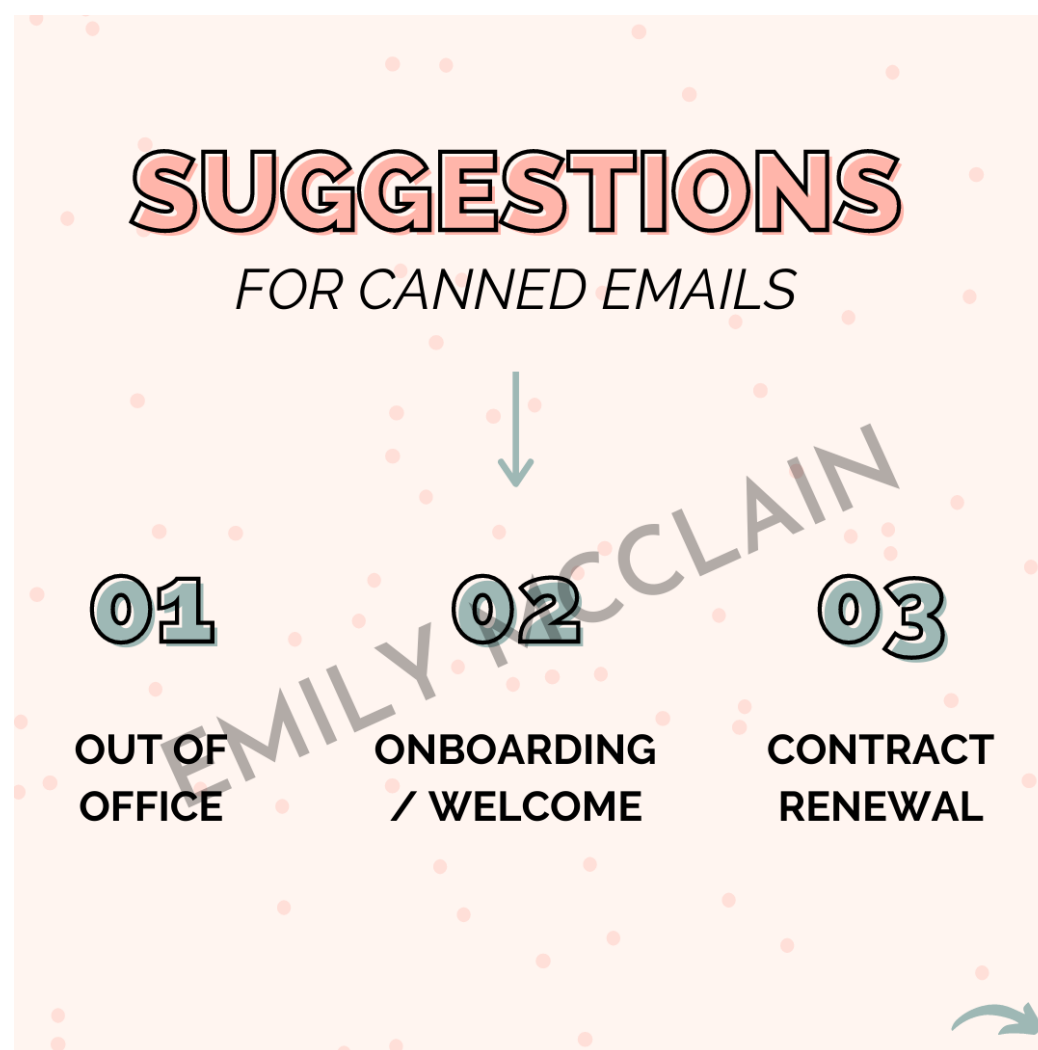 SUGGESTIONS
FOR CANNED EMAILS
EMILY MCCLAIN
01
OUT OF
OFFICE
02
ONBOARDING
/ WELCOME
03
CONTRACT
RENEWAL